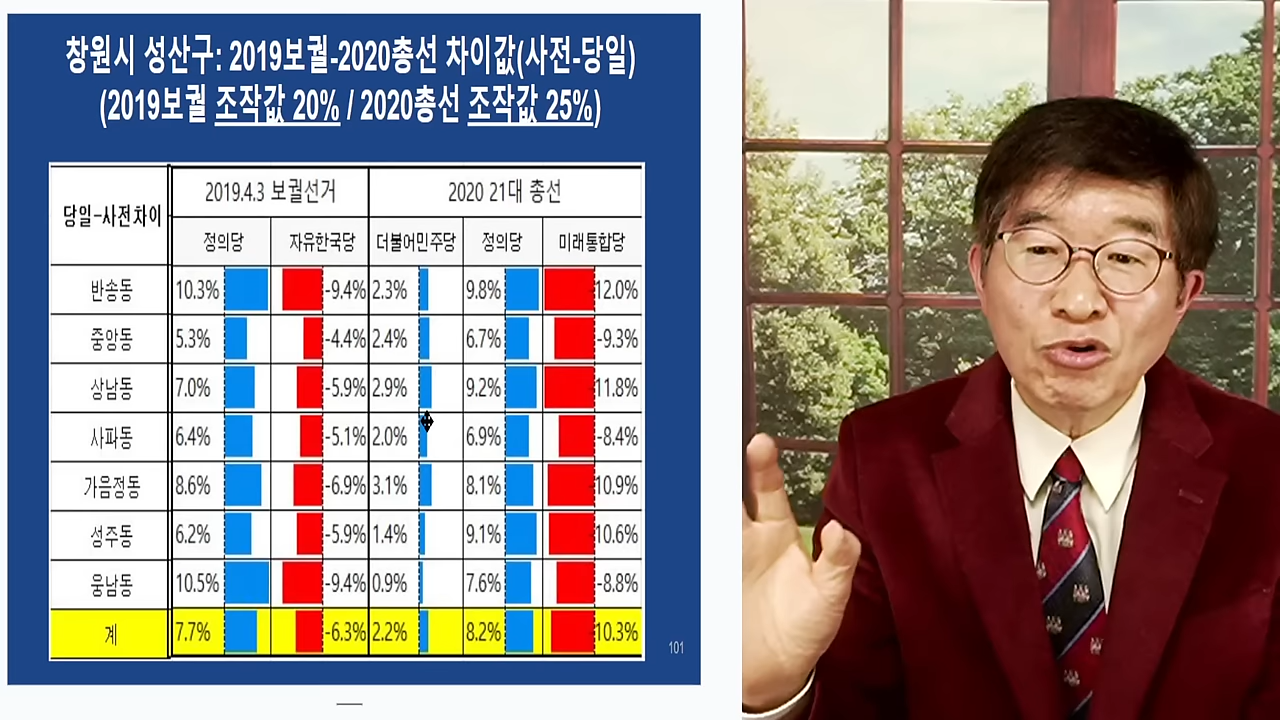 창원시 성산구: 2019보궐-2020총선 차이값(사전-당일)
(2019보궐 조작값 20% / 2020총선 조작값 25%)
당일-사전차이 2019.4.3 보궐선거 2020 21대 총선
정의당 자유한국당 더불어민주당 정의당 미래통합당
반송동 10.3% -9.4% 2.3% 9.8% 12.0%
중앙동 5.3% -4.4% 2.4% 6.7% -9.3%
상남동 7.0% -5.9% 2.9% 9.2% 11.8%
사파동 6.4% -5.1% 2.0% 6.9% -8.4%
가음정동 8.6% -6.9% 3.1% 8.1% 10.9%
성주동 6.2% -5.9% 1.4% 9.1% 10.6%
웅남동 10.5% -9.4% 0.9% 7.6% -8.8%
계 7.7% -6.3% 2.2% 8.2% 10.3%
101